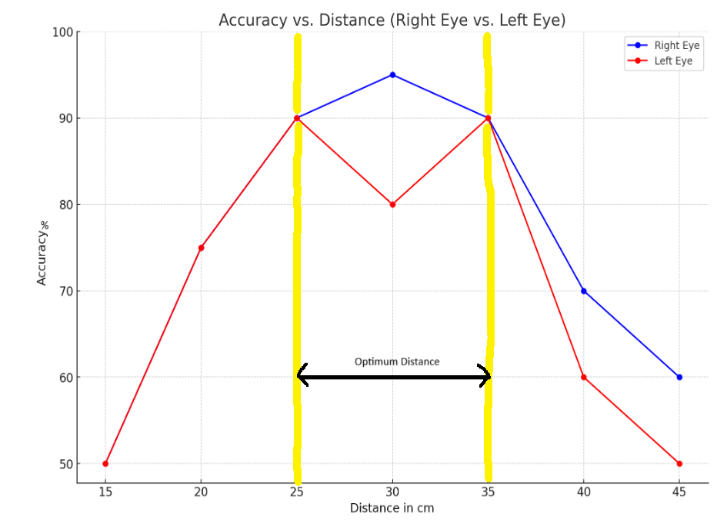 Accuracy vs. Distance (Right Eye vs. Left Eye)
Right Eye
Left Eye
100
90
80
70
60
50
Accuracy
Optimum Distance
15 20 25 30 35 40 45
Distance in cm